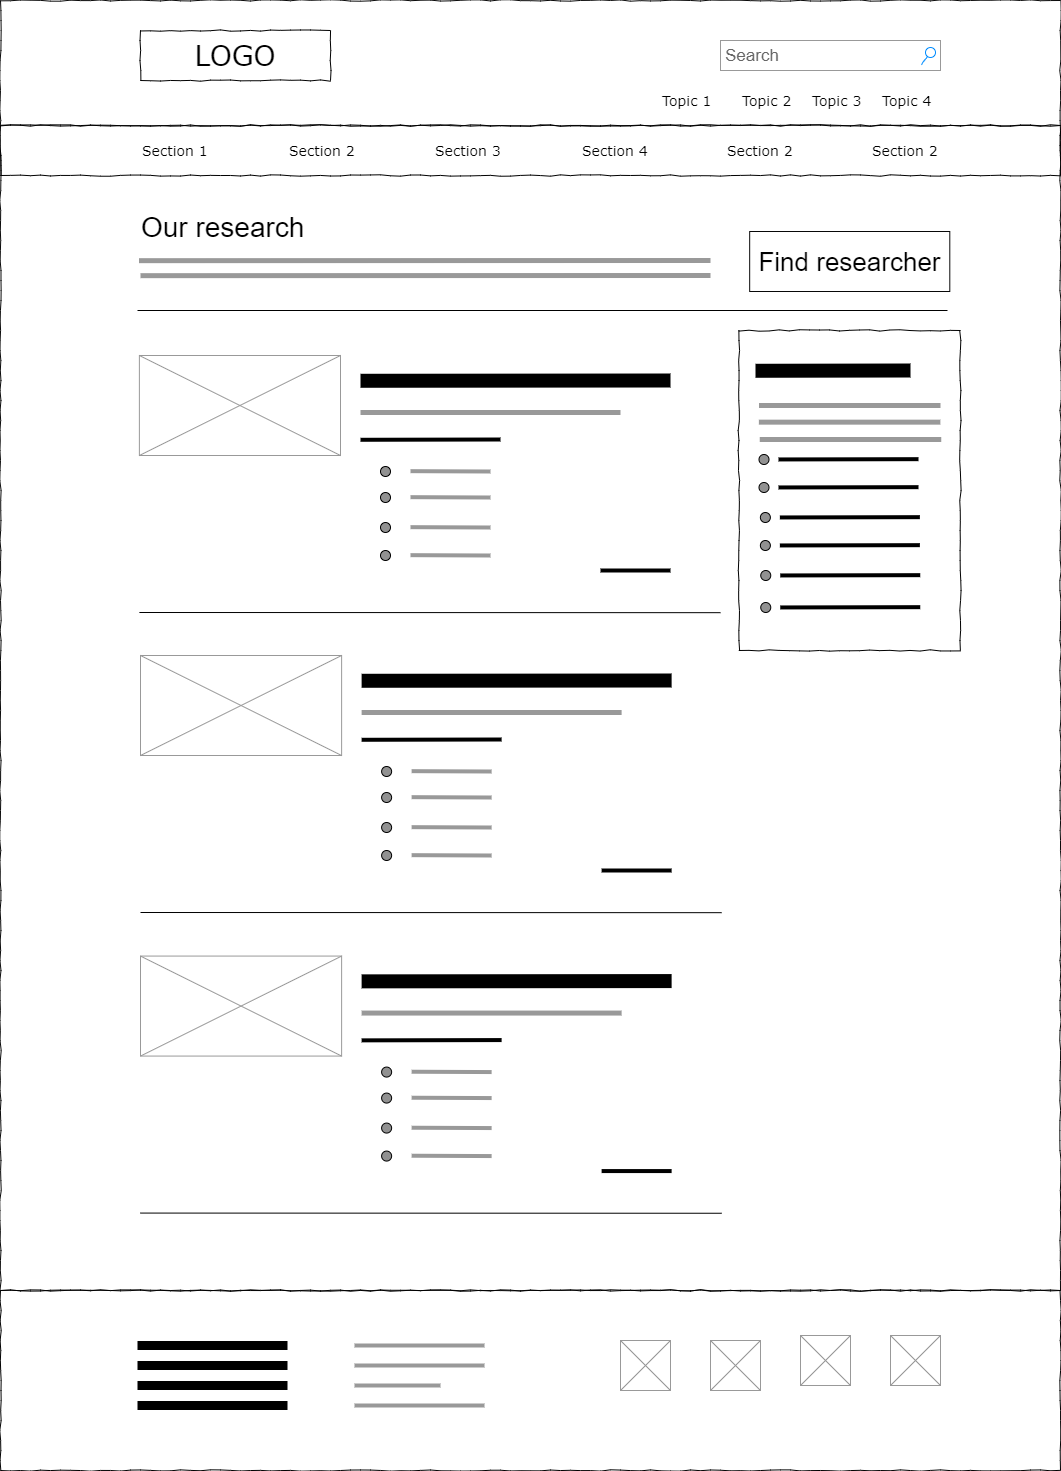 LOGO
Search
Topic 1 Topic 2 Topic 3 Topic 4
Section 1 Section 2 Section 3 Section 4 Section 2 Section 2
Our research
Find researcher